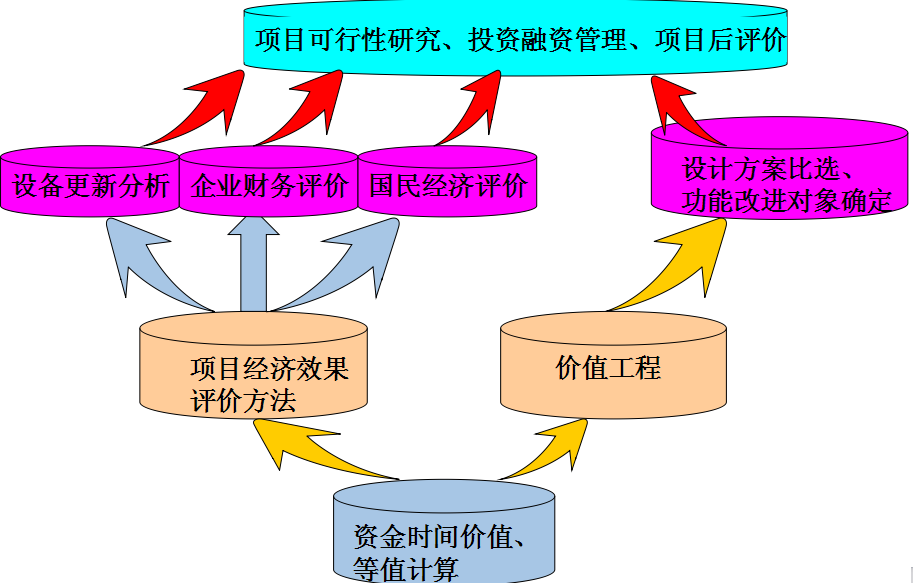 项目可行性研究、投资融资管理、项目后评价
设备更新分析
企业财务评价
国民经济评价
设计方案比选、
功能改进对象确定
项目经济效果
评价方法
价值工程
资金时间价值、
等值计算